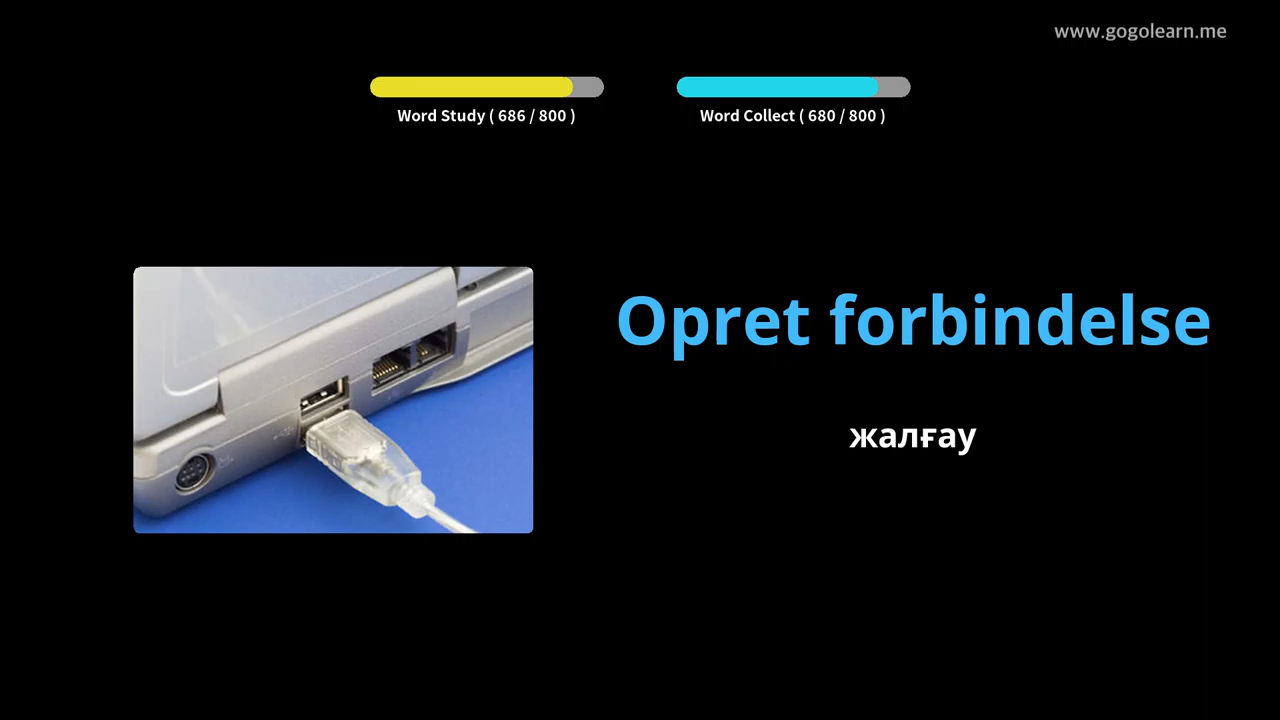 www.gogolearn.me
Word Study ( 686 / 800 )
Word Collect ( 680 / 800 )
Opret forbindelse
жалғау